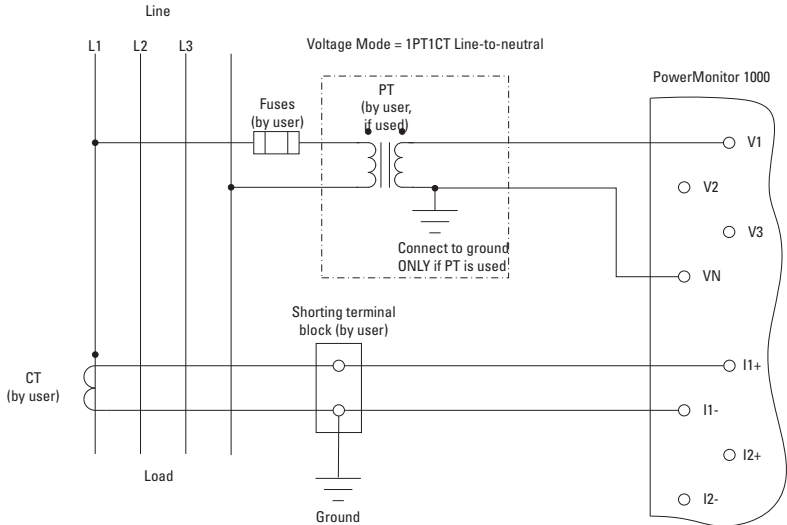 Line
L1 L2 L3
Voltage Mode = 1PT1CT Line-to-neutral
PowerMonitor 1000
Fuses
(by user)
PT
(by user,
if used)
V1
V2
V3
VN
Connect to ground
ONLY if PT is used
Shorting terminal
block (by user)
CT
(by user)
I1+
I1-
I2+
I2-
Load
Ground